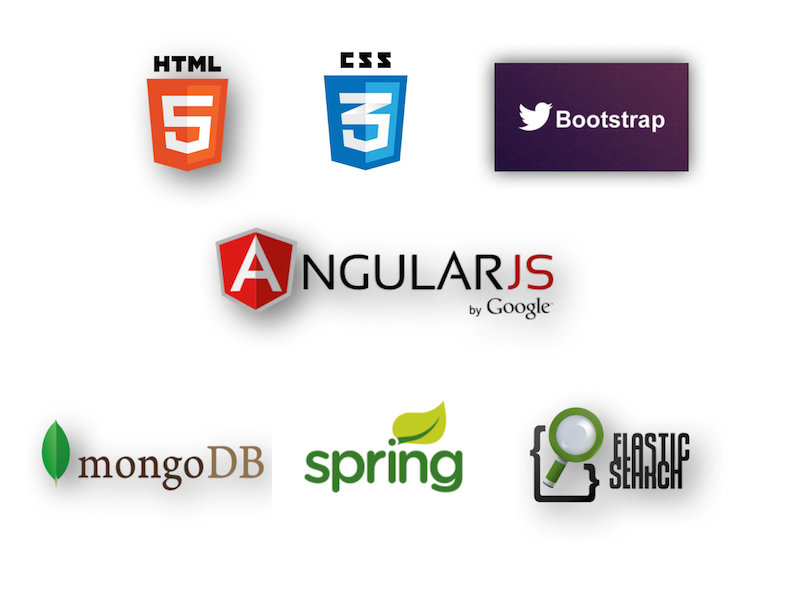 HTML
5
CSS
3
Bootstrap
ANGULARJS
by Google
mongoDB
spring
ELASTIC
SEARCH